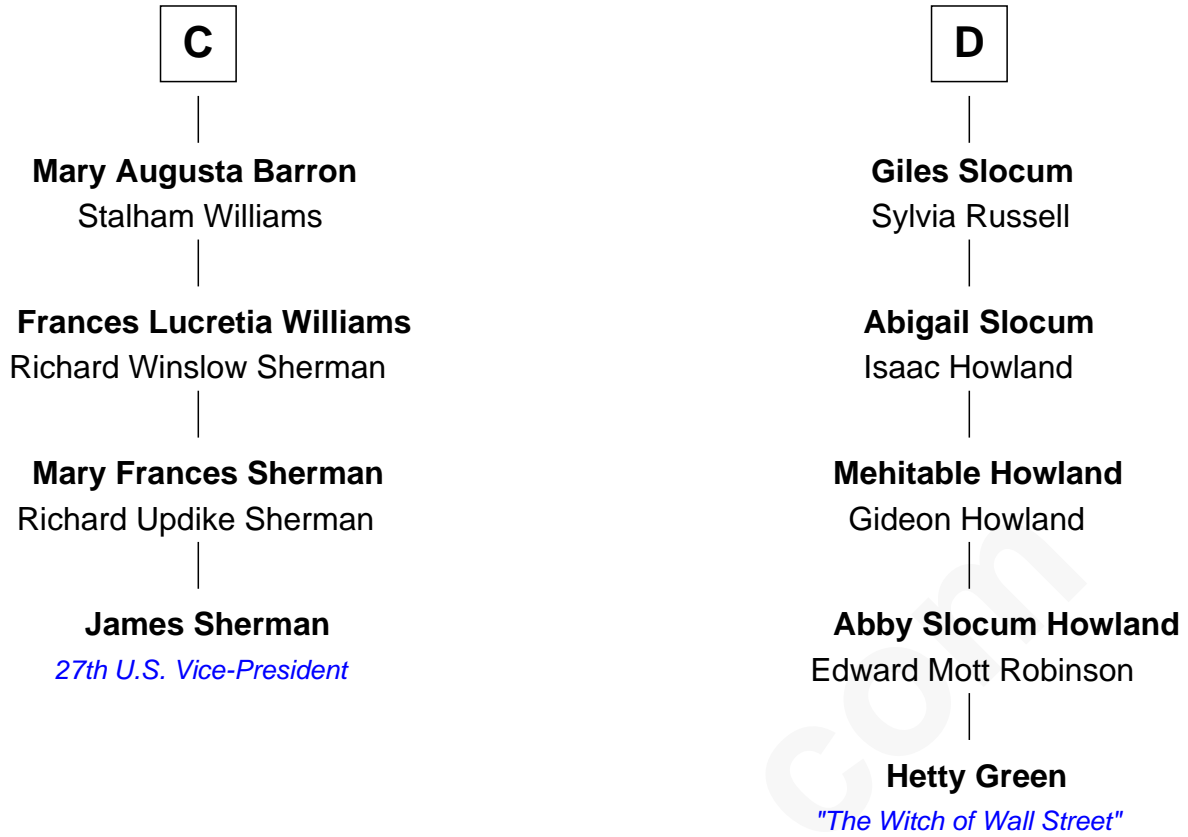 C
Mary Augusta Barron
Stalham Williams
Frances Lucretia Williams
Richard Winslow Sherman
Mary Frances Sherman
Richard Updike Sherman
James Sherman
27th U.S. Vice-President
D
Giles Slocum
Sylvia Russell
Abigail Slocum
Isaac Howland
Mehitable Howland
Gideon Howland
Abby Slocum Howland
Edward Mott Robinson
Hetty Green
"The Witch of Wall Street"
com